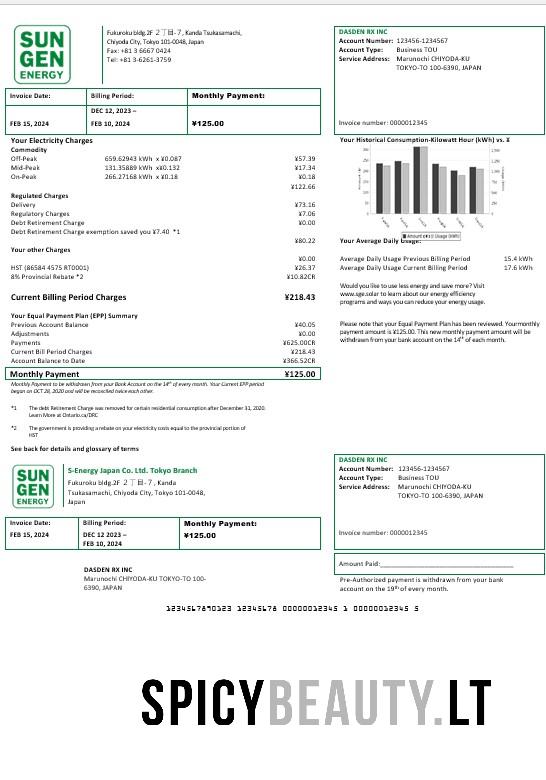 SUN
GEN
ENERGY
Fukuroku bldg.2F 2丁目-7, Kanda Tsukasamachi,
Chiyoda City, Tokyo 101-0048, Japan
Fax: +81 3 6667 0424
Tel: +81 3-6261-3759
DASDEN RX INC
Account Number: 123456-1234567
Account Type: Business TOU
Service Address: Marunochi CHIYODA-KU
TOKYO-TO 100-6390, JAPAN
Invoice number: 0000012345
Invoice Date: Billing Period: Monthly Payment:
DEC 12, 2023 –
FEB 15, 2024 FEB 10, 2024 ¥125.00
Your Electricity Charges
Commodity
Off-Peak 659.62943 kWh x ¥0.087 ¥57.39
Mid-Peak 131.35889 kWh x¥0.132 ¥17.34
On-Peak 266.27168 kWh x ¥0.18 ¥0.18
¥122.66
Regulated Charges
Delivery ¥73.16
Regulatory Charges ¥7.06
Debt Retirement Charge ¥0.00
Debt Retirement Charge exemption saved you ¥7.40 *1
¥80.22
Your other Charges
¥0.00
HST (86584 4575 RT0001) ¥26.37
8% Provincial Rebate *2 ¥10.82CR
Current Billing Period Charges ¥218.43
Your Equal Payment Plan (EPP) Summary
Previous Account Balance ¥40.05
Adjustments ¥0.00
Payments ¥625.00CR
Current Bill Period Charges ¥218.43
Account Balance to Date ¥366.52CR
Monthly Payment ¥125.00
Monthly Payment to be withdrawn from your Bank Account on the 14th of every month. Your Current EPP period
began on OCT 28, 2020 and will be reconciled twice each other.
*1 The debt Retirement Charge was removed for certain residential consumption after December 31, 2020.
Learn More at Ontario.ca/DRC
*2 The government is providing a rebate on your electricity costs equal to the provincial portion of
HST
See back for details and glossary of terms
Your Historical Consumption-Kilowatt Hour (kWh) vs. ¥
Amount ¥ Usage (kWh)
Your Average Daily Usage:
Average Daily Usage Previous Billing Period 15.4 kWh
Average Daily Usage Current Billing Period 17.6 kWh
Would you like to use less energy and save more? Visit
www.sge.solar to learn about our energy efficiency
programs and ways you can reduce your energy usage.
Please note that your Equal Payment Plan has been reviewed. Your monthly
payment amount is ¥125.00. This new monthly payment amount will be
withdrawn from your bank account on the 14th of each month.
SUN
GEN
ENERGY
S-Energy Japan Co. Ltd. Tokyo Branch
Fukuroku bldg.2F 2丁目-7, Kanda
Tsukasamachi, Chiyoda City, Tokyo 101-0048,
Japan
DASDEN RX INC
Account Number: 123456-1234567
Account Type: Business TOU
Service Address: Marunochi CHIYODA-KU
TOKYO-TO 100-6390, JAPAN
Invoice number: 0000012345
Invoice Date: Billing Period: Monthly Payment:
FEB 15, 2024 DEC 12 2023 – ¥125.00
FEB 10, 2024
Amount Paid:
DASDEN RX INC
Marunochi CHIYODA-KU TOKYO-TO 100-
6390, JAPAN
Pre-Authorized payment is withdrawn from your bank
account on the 19th of every month.
1234567890123 12345678 00000012345 1 00000012345 5
SPICYBEAUTY.LT